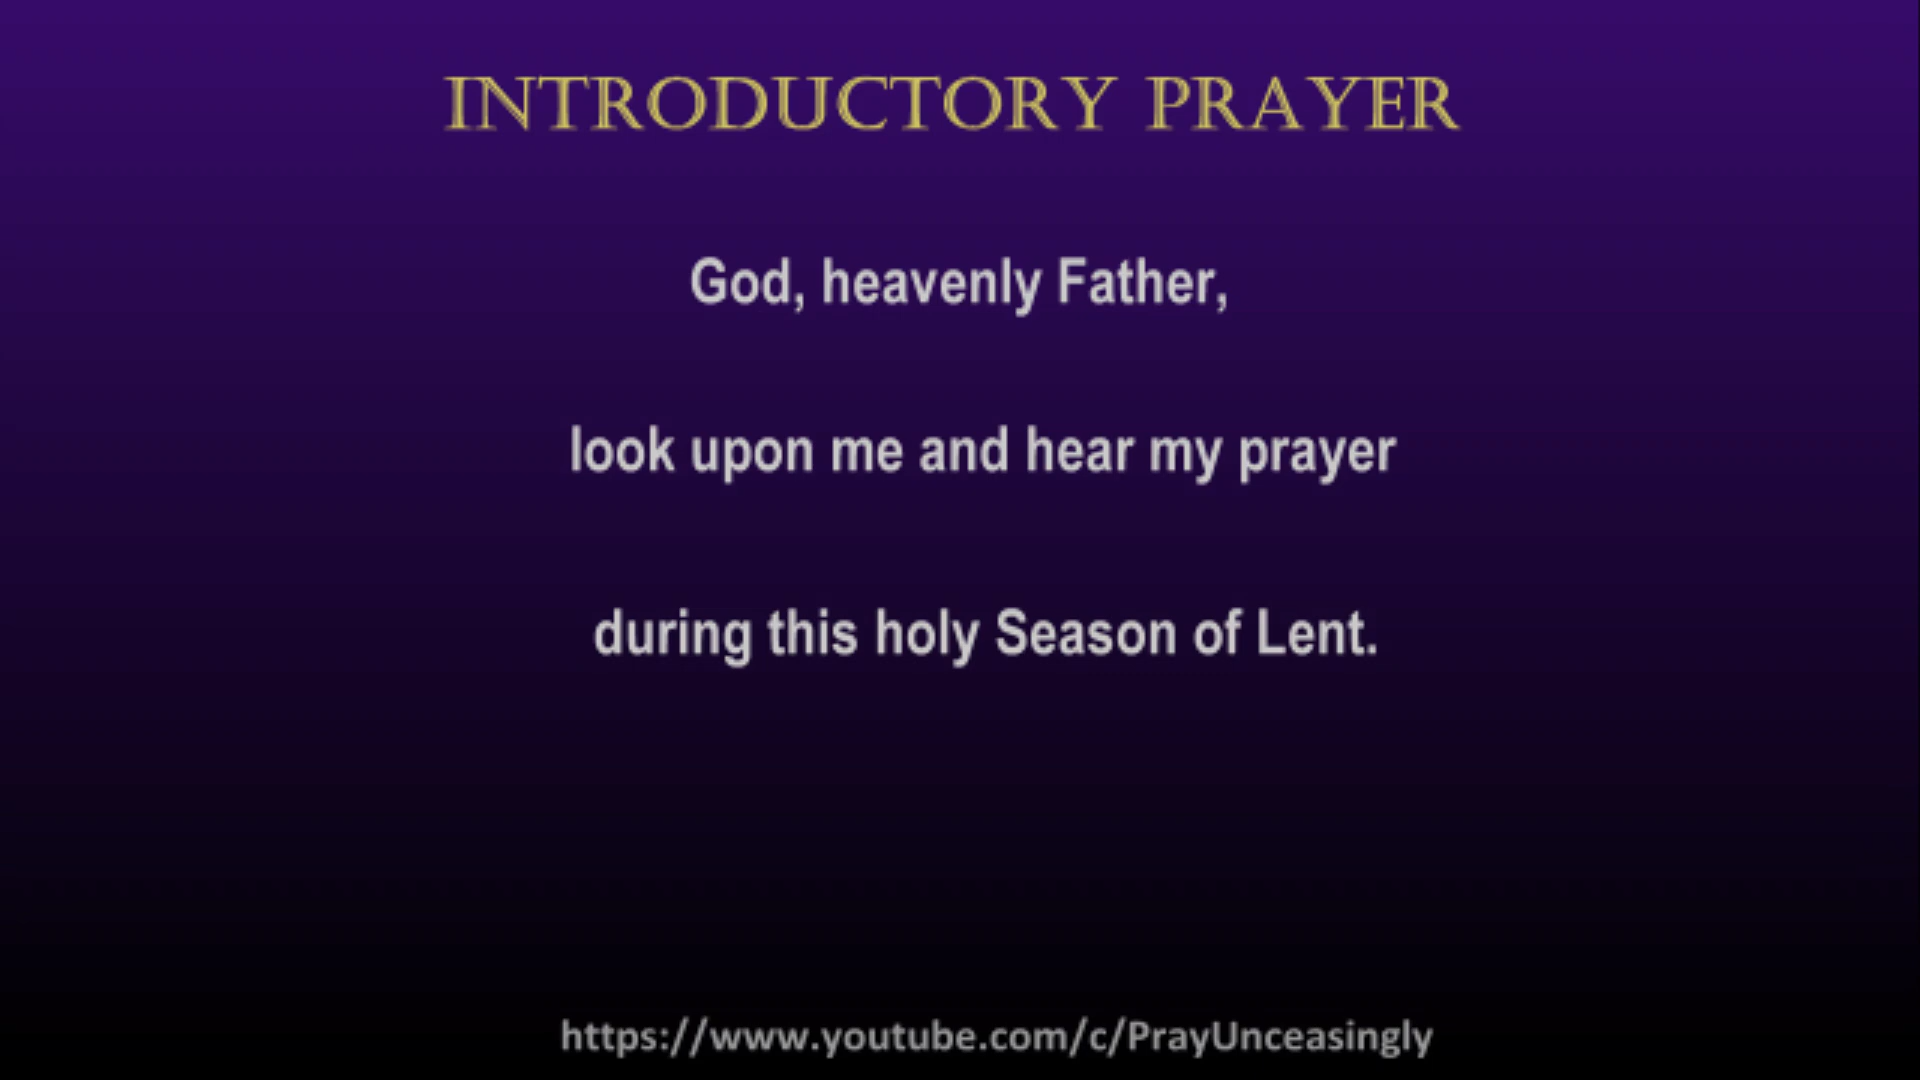 INTRODUCTORY PRAYER
God, heavenly Father,
look upon me and hear my prayer
during this holy Season of Lent.
https://www.youtube.com/c/PrayUnceasingly